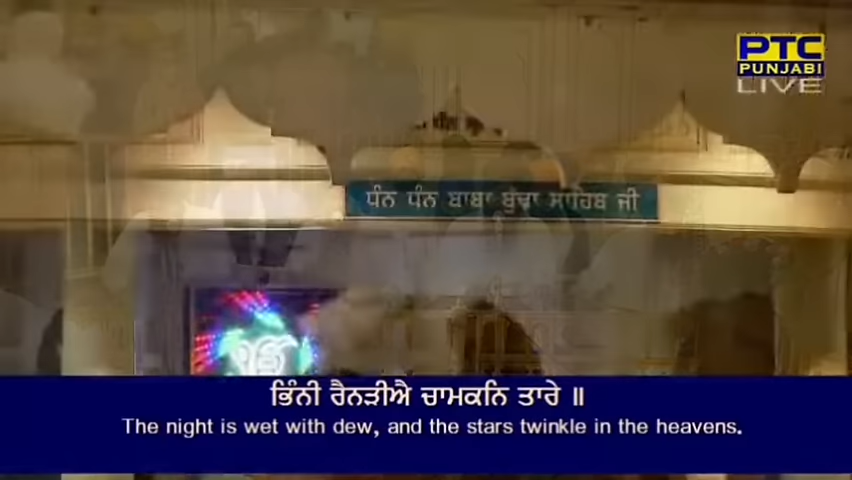 PTC
PUNJABI
LIVE
ਧੰਨ ਧੰਨ ਬਾਬਾ ਬੁੱਢਾ ਸਾਹਿਬ ਜੀ
ੴ
ਭਿੰਨੀ ਰੈਨੜੀਐ ਚਾਮਕਨਿ ਤਾਰੇ ॥
The night is wet with dew, and the stars twinkle in the heavens.